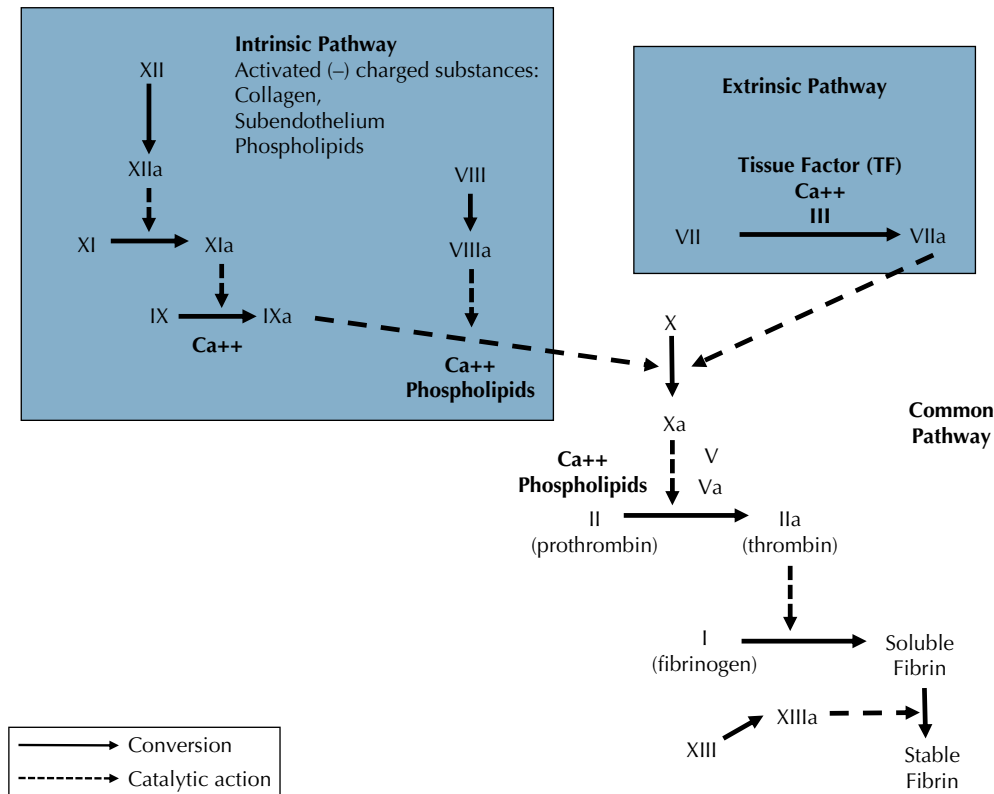 Intrinsic Pathway
Activated (–) charged substances:
Collagen,
Subendothelium
Phospholipids
XII
XIIa
XI
XIa
IX
IXa
Ca++
VIII
VIIIa
Ca++
Phospholipids
Extrinsic Pathway
Tissue Factor (TF)
Ca++
III
VII
VIIa
X
Xa
Common
Pathway
Ca++
Phospholipids
V
Va
II
(prothrombin)
IIa
(thrombin)
I
(fibrinogen)
Soluble
Fibrin
XIII
XIIIa
Stable
Fibrin
Conversion
Catalytic action